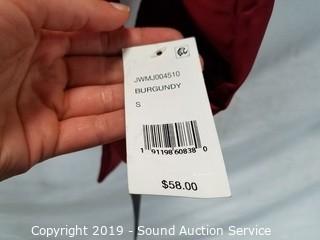 JWMJ004510
BURGUNDY
S
1 91198 60838 0
$58.00
Copyright 2019 - Sound Auction Service